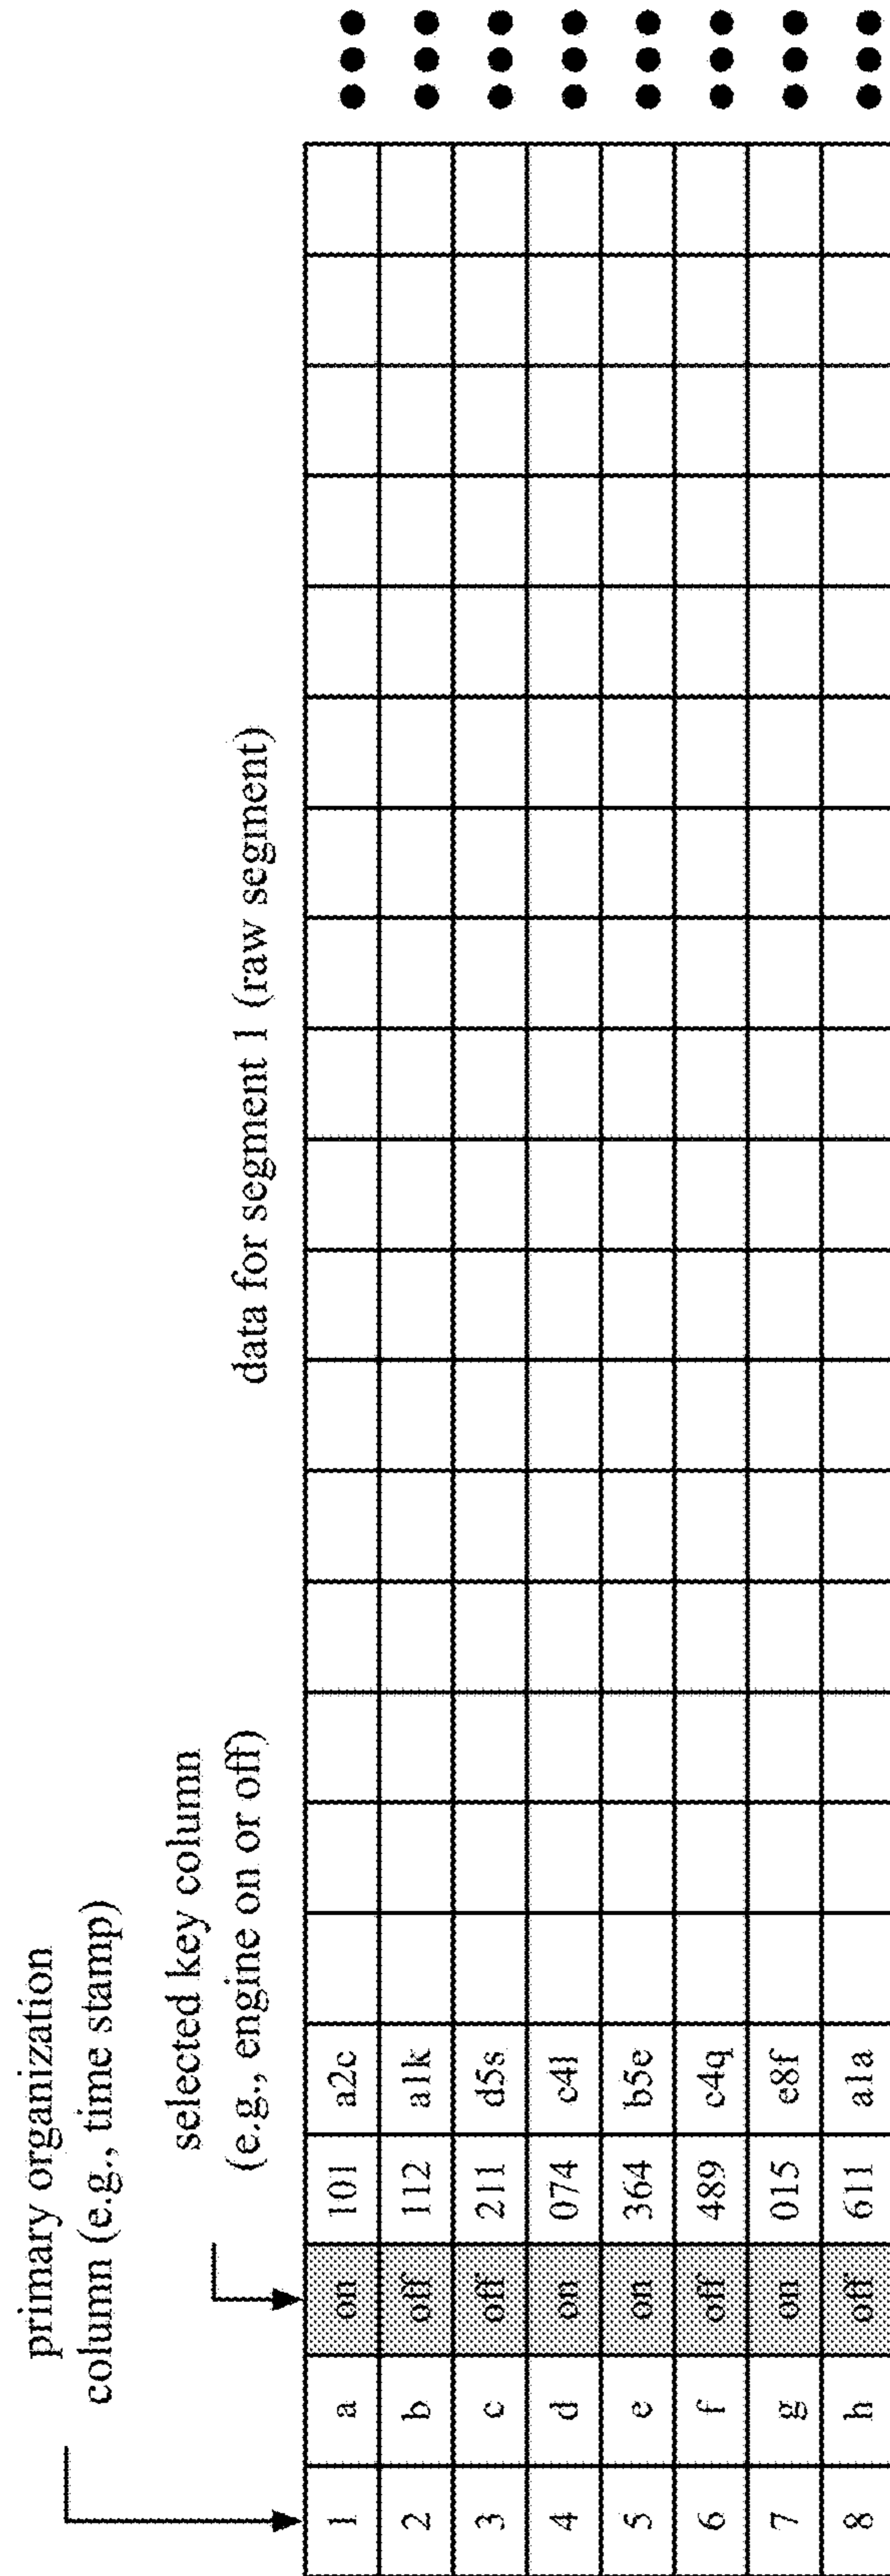 primary organization
column (e.g., time stamp)
selected key column
(e.g., engine on or off)
data for segment 1 (raw segment)
1 a on 101 a2c
2 b off 112 a1k
3 c off 211 d5s
4 d on 074 c4l
5 e on 364 b5e
6 f off 489 c4q
7 g on 015 e8f
8 h off 611 a1a